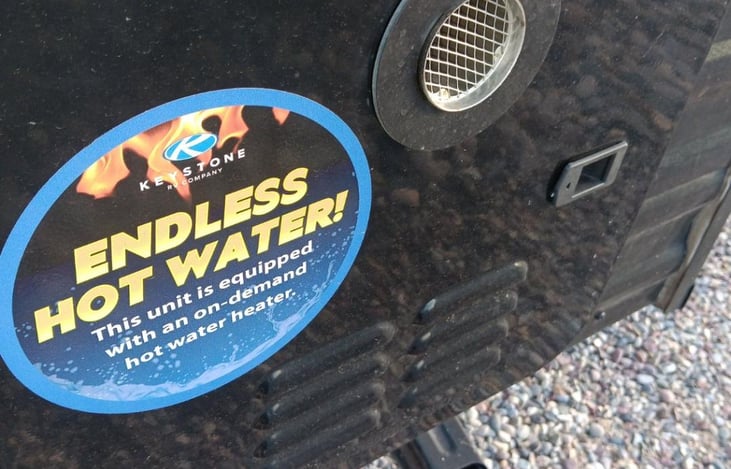 K
KEYSTONE
RV COMPANY
ENDLESS
HOT WATER!
This unit is equipped
with an on-demand
hot water heater.